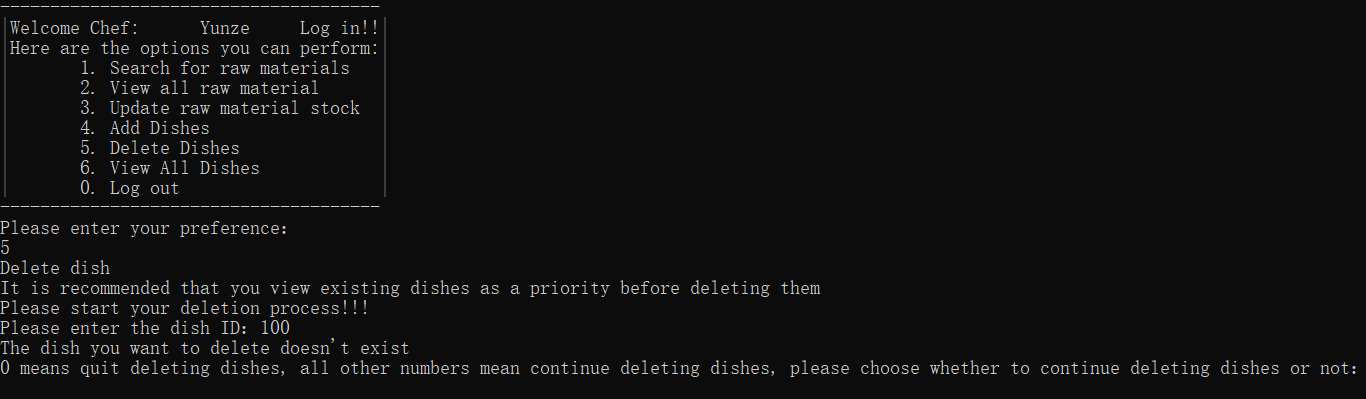 Welcome Chef:      Yunze     Log in!!
Here are the options you can perform:
1. Search for raw materials
2. View all raw material
3. Update raw material stock
4. Add Dishes
5. Delete Dishes
6. View All Dishes
0. Log out
Please enter your preference:
5
Delete dish
It is recommended that you view existing dishes as a priority before deleting them
Please start your deletion process!!!
Please enter the dish ID: 100
The dish you want to delete doesn't exist
0 means quit deleting dishes, all other numbers mean continue deleting dishes, please choose whether to continue deleting dishes or not: